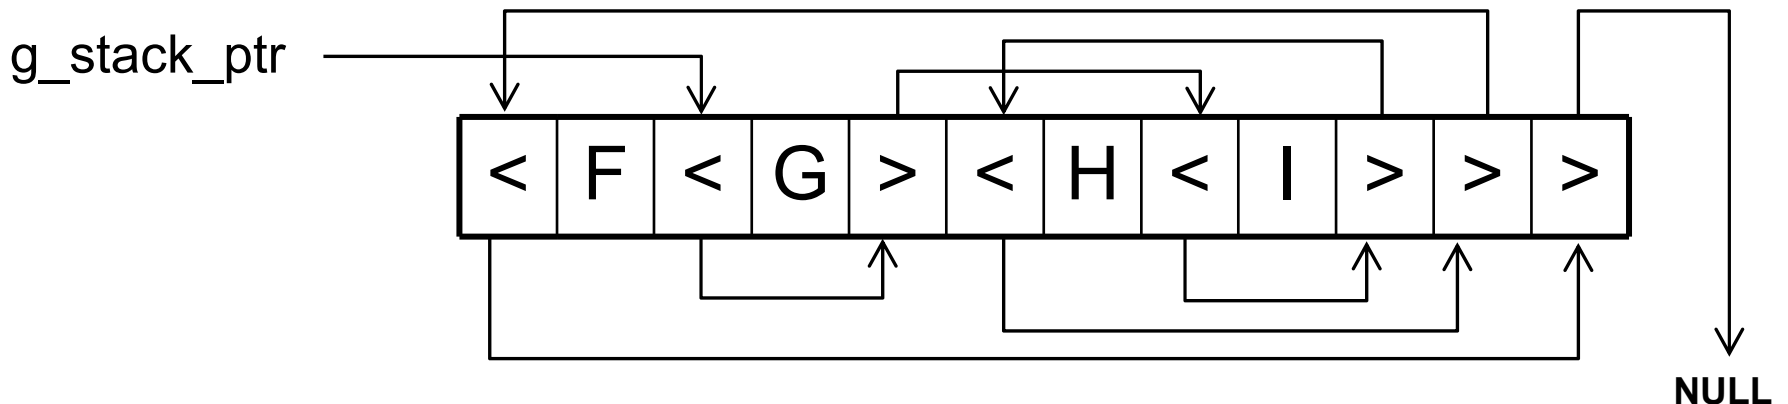 g_stack_ptr
< F < G > < H < I > > >
NULL